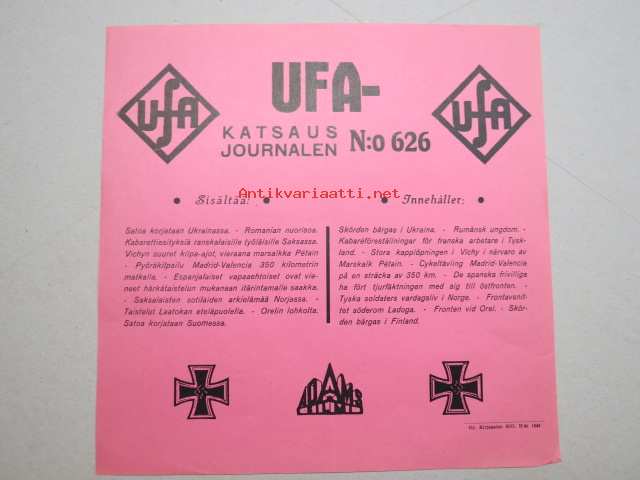 UFA-
UFA
UFA
KATSAUS
JOURNALEN
N:o 626
Antikvariaatti.net
• Sisältää: •
Satoa korjataan Ukrainassa. - Romanian nuorisoa.
Kabarettiesityksiä ranskalaisille työläisille Saksassa.
Vichyn suuret kilpa-ajot, vieraana marsalkka Pétain
- Pyöräkilpailu Madrid-Valencia 350 kilometrin
matkalla. - Espanjalaiset vapaaehtoiset ovat vie-
neet härkätaistelun mukanaan itärintamalle saakka.
- Saksalaisten sotilaiden arkielämää Norjassa. -
Taistelut Laatokan eteläpuolella. - Orelin lohkolta.
Satoa korjataan Suomessa.
• Innehåller: •
Skörden bärgas i Ukraina. - Rumänsk ungdom. -
Kabaréföreställningar för franska arbetare i Tysk-
land. - Stora kapplöpningen i Vichy i närvaro av
Marskalk Pétain. - Cykeltävling Madrid-Valencia
på en sträcka av 350 km. - De spanska frivilliga
ha fört tjurfäktningen med sig till östfronten. -
Tyska soldaters vardagsliv i Norge. - Frontavsnit-
tet söderom Ladoga. - Fronten vid Orel. - Skör-
den bärgas i Finland.
ADAMS